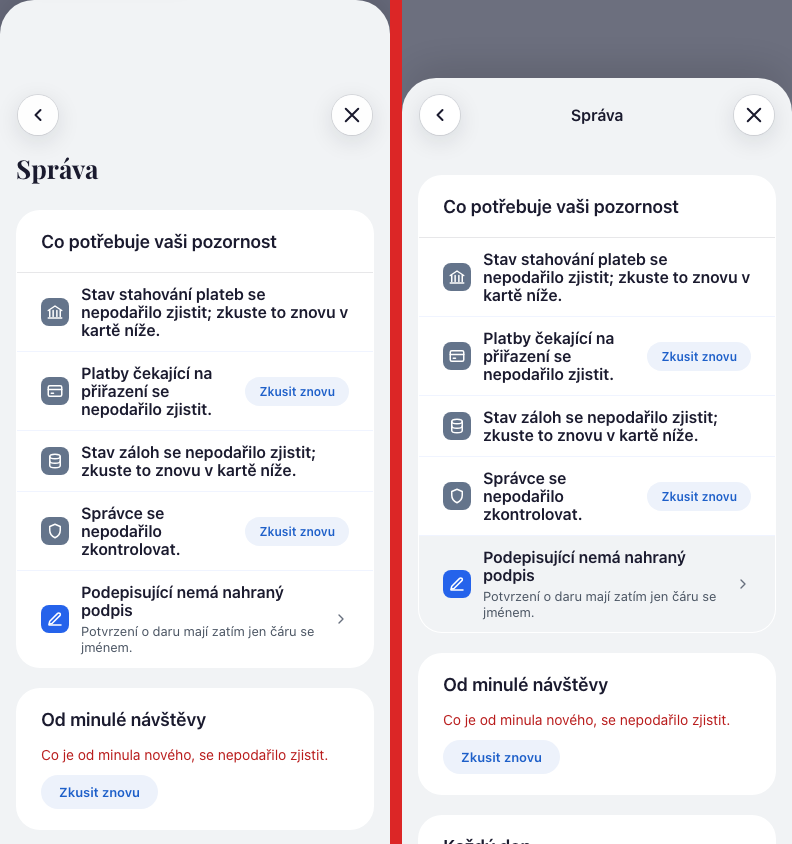 Správa
Co potřebuje vaši pozornost
Stav stahování plateb se
nepodařilo zjistit; zkuste to znovu v
kartě níže.
Platby čekající na
přiřazení se
nepodařilo zjistit.
Zkusit znovu
Stav záloh se nepodařilo zjistit;
zkuste to znovu v kartě níže.
Správce se
nepodařilo
zkontrolovat.
Zkusit znovu
Podepisující nemá nahraný
podpis
Potvrzení o daru mají zatím jen čáru se
jménem.
Od minulé návštěvy
Co je od minula nového, se nepodařilo zjistit.
Zkusit znovu
Správa
Co potřebuje vaši pozornost
Stav stahování plateb se
nepodařilo zjistit; zkuste to znovu v
kartě níže.
Platby čekající na
přiřazení se
nepodařilo zjistit.
Zkusit znovu
Stav záloh se nepodařilo zjistit;
zkuste to znovu v kartě níže.
Správce se
nepodařilo
zkontrolovat.
Zkusit znovu
Podepisující nemá nahraný
podpis
Potvrzení o daru mají zatím jen čáru se
jménem.
Od minulé návštěvy
Co je od minula nového, se nepodařilo zjistit.
Zkusit znovu
Každý den